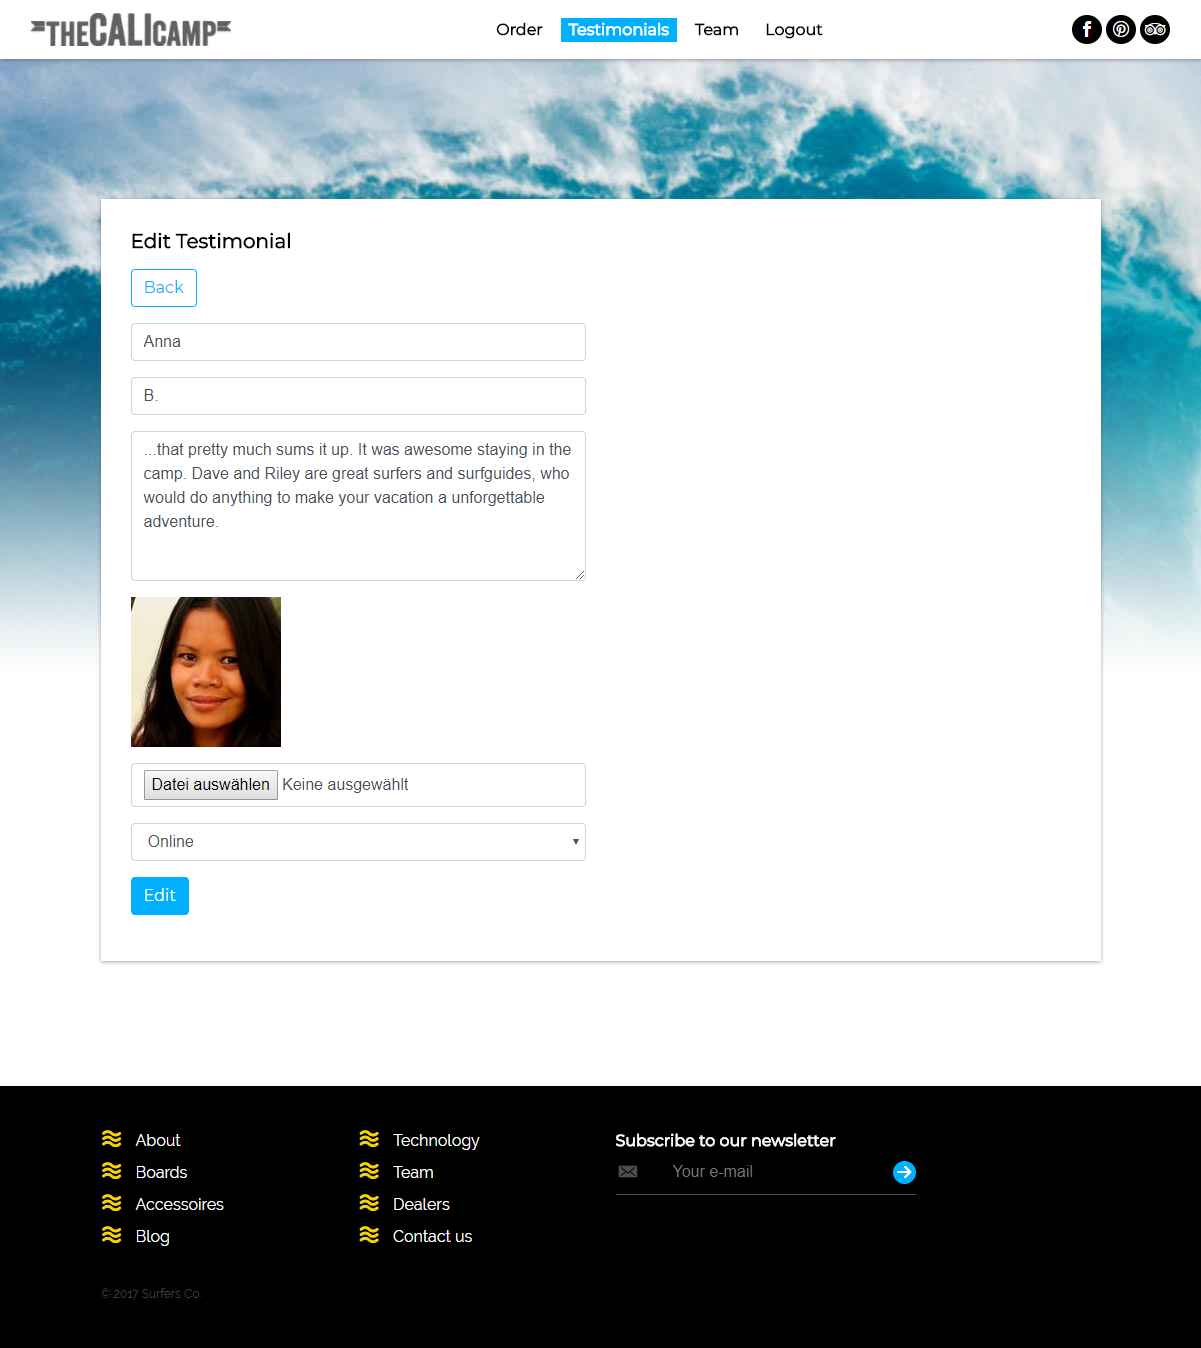 THECALICAMP
Order Testimonials Team Logout
Edit Testimonial
Back
Anna
B.
...that pretty much sums it up. It was awesome staying in the
camp. Dave and Riley are great surfers and surfguides, who
would do anything to make your vacation a unforgettable
adventure.
Datei auswählen Keine ausgewählt
Online
Edit
About
Boards
Accessoires
Blog
Technology
Team
Dealers
Contact us
Subscribe to our newsletter
Your e-mail
© 2017 Surfers Co.